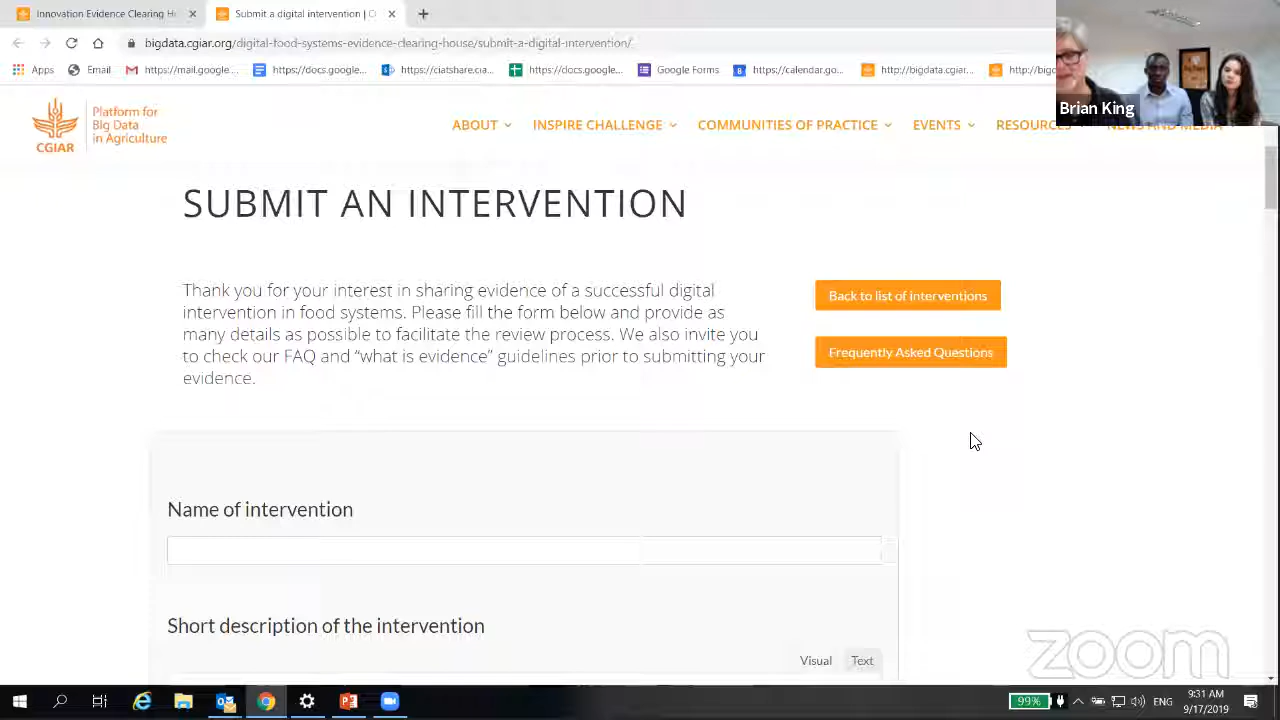 Innovation Evidence Clearing H
Submit a digital intervention | C
bigdata.cgiar.org/digital-food-systems-evidence-clearing-house/submit-a-digital-intervention/
Apps
Email
https://mail.google...
https://docs.google...
https://ciatshare.cia...
https://docs.google...
Google Forms
https://calendar.go...
http://bigdata.cgiar...
http://big
Brian King
CGIAR
Platform for
Big Data
in Agriculture
ABOUT
INSPIRE CHALLENGE
COMMUNITIES OF PRACTICE
EVENTS
RESOURCES
NEWS AND MEDIA
SUBMIT AN INTERVENTION
Thank you for your interest in sharing evidence of a successful digital
intervention in food systems. Please fill the form below and provide as
many details as possible to facilitate the review process. We also invite you
to check our FAQ and “what is evidence” guidelines prior to submitting your
evidence.
Back to list of interventions
Frequently Asked Questions
Name of intervention
Short description of the intervention
Visual
Text
zoom
99%
9:31 AM
9/17/2019